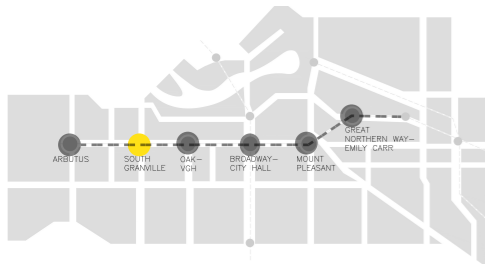 ARBUTUS
SOUTH
GRANVILLE
OAK–
VGH
BROADWAY–
CITY HALL
MOUNT
PLEASANT
GREAT
NORTHERN WAY–
EMILY CARR